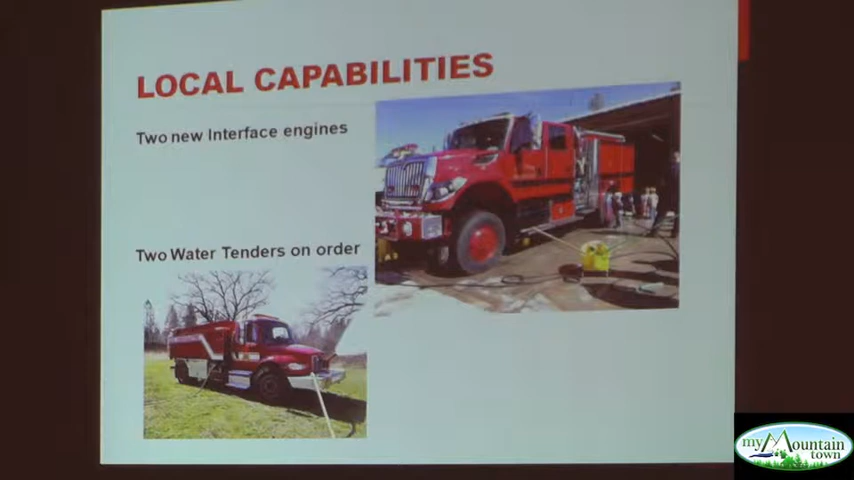 LOCAL CAPABILITIES
Two new Interface engines
Two Water Tenders on order
my Mountain
town